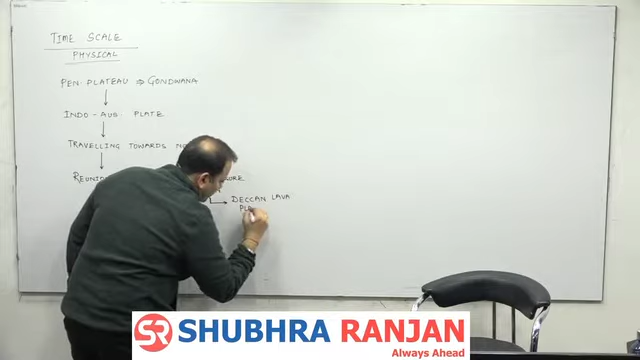 TIME SCALE
PHYSICAL
PEN. PLATEAU ⇒ GONDWANA
INDO - AUS. PLATE
TRAVELLING TOWARDS
DECCAN LAVA
SR SHUBHRA RANJAN
Always Ahead